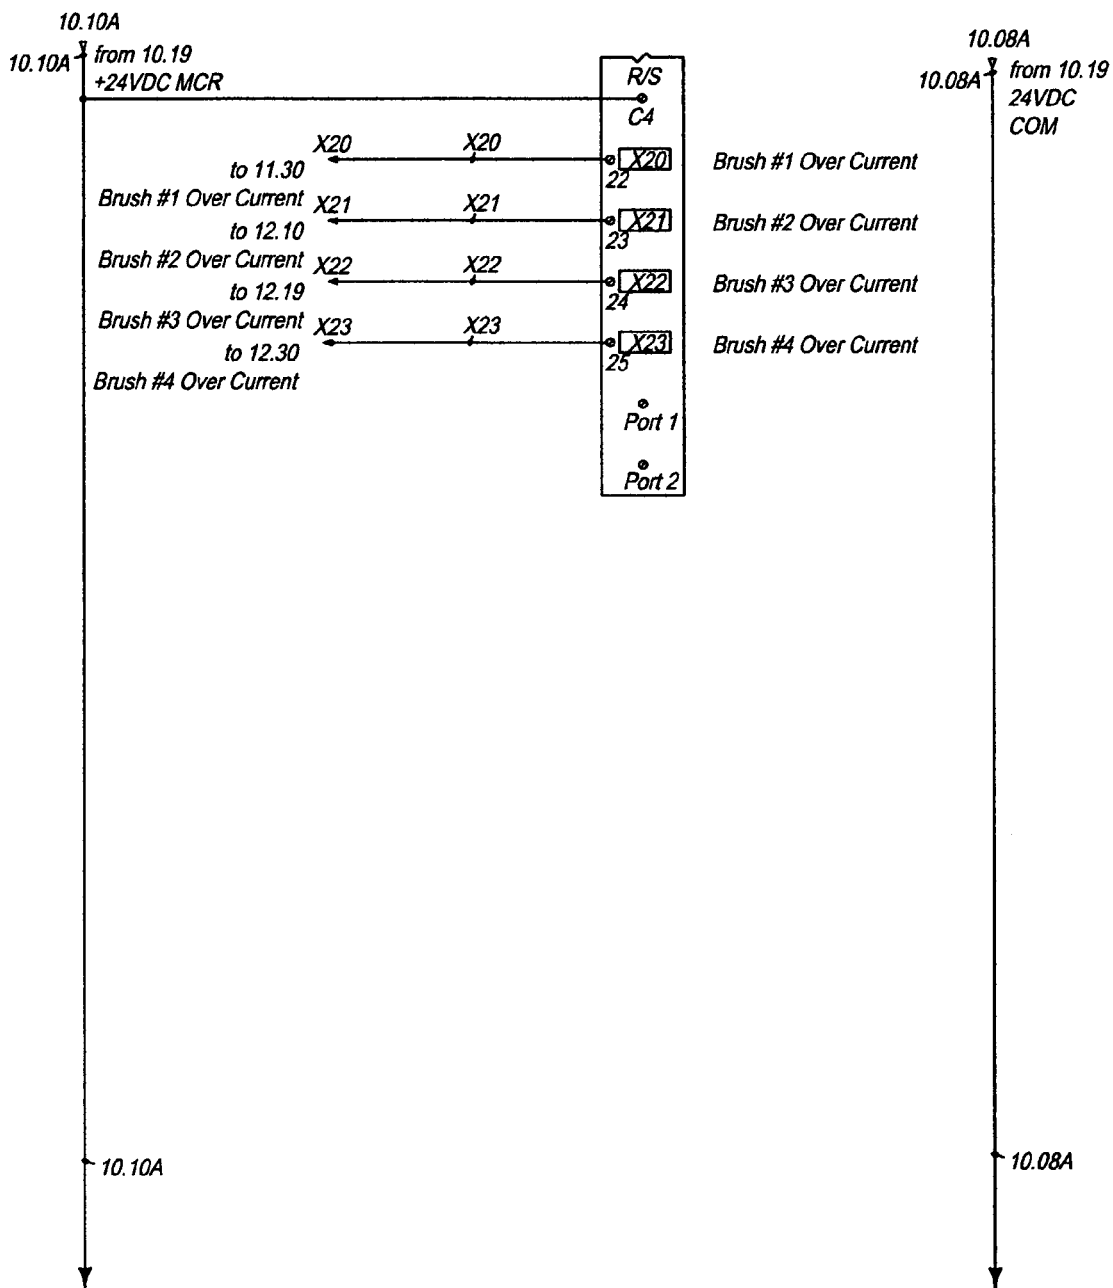 10.10A
10.10A
from 10.19
+24VDC MCR
R/S
C4
10.08A
10.08A
from 10.19
24VDC
COM
X20
X20
X20
22
Brush #1 Over Current
to 11.30
Brush #1 Over Current
X21
X21
X21
23
Brush #2 Over Current
to 12.10
Brush #2 Over Current
X22
X22
X22
24
Brush #3 Over Current
to 12.19
Brush #3 Over Current
X23
X23
X23
25
Brush #4 Over Current
to 12.30
Brush #4 Over Current
Port 1
Port 2
10.10A
10.08A